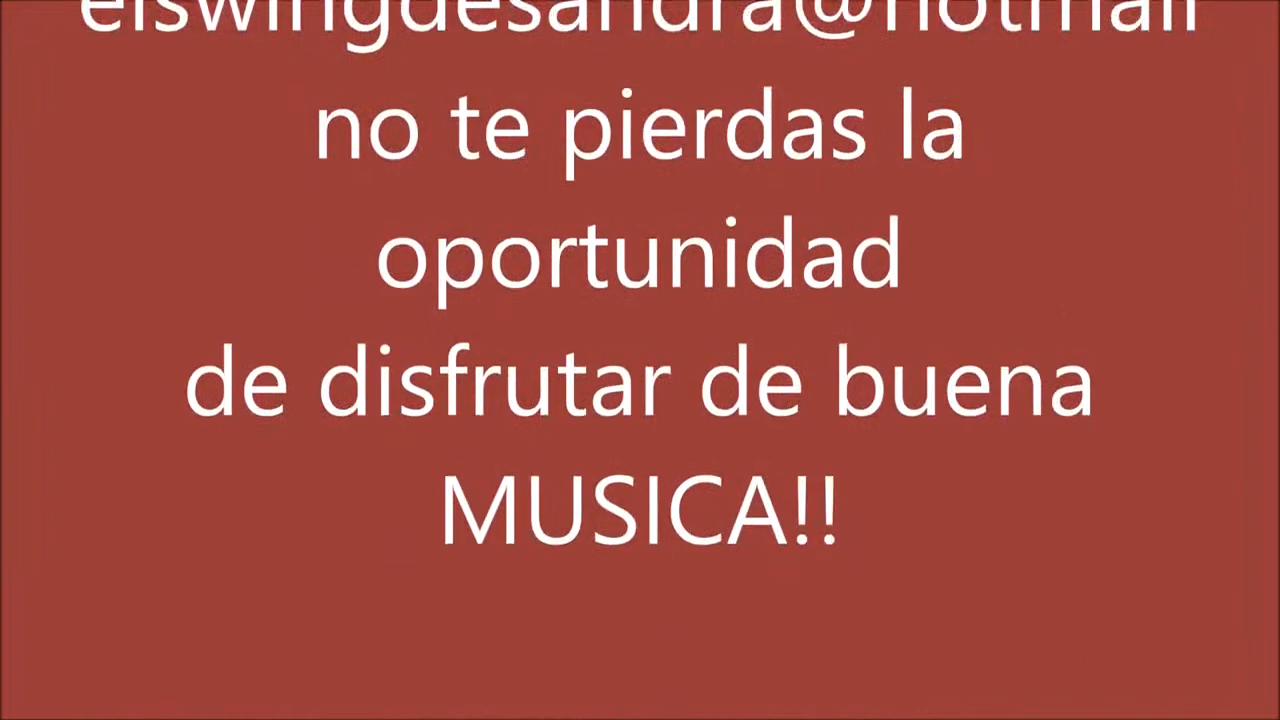 elswingdesandra@hotmail
no te pierdas la
oportunidad
de disfrutar de buena
MUSICA!!